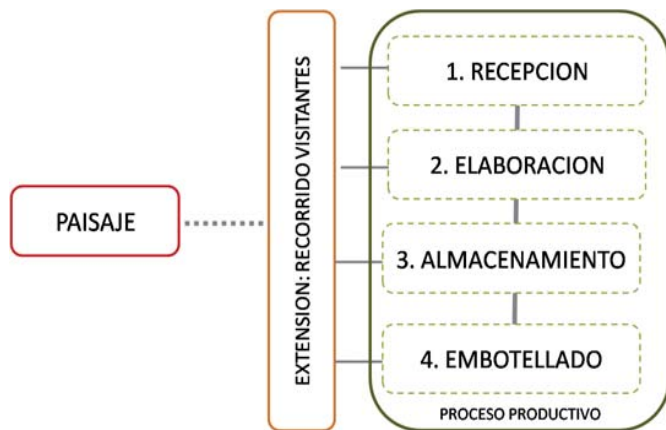 PAISAJE
EXTENSION: RECORRIDO VISITANTES
1. RECEPCION
2. ELABORACION
3. ALMACENAMIENTO
4. EMBOTELLADO
PROCESO PRODUCTIVO